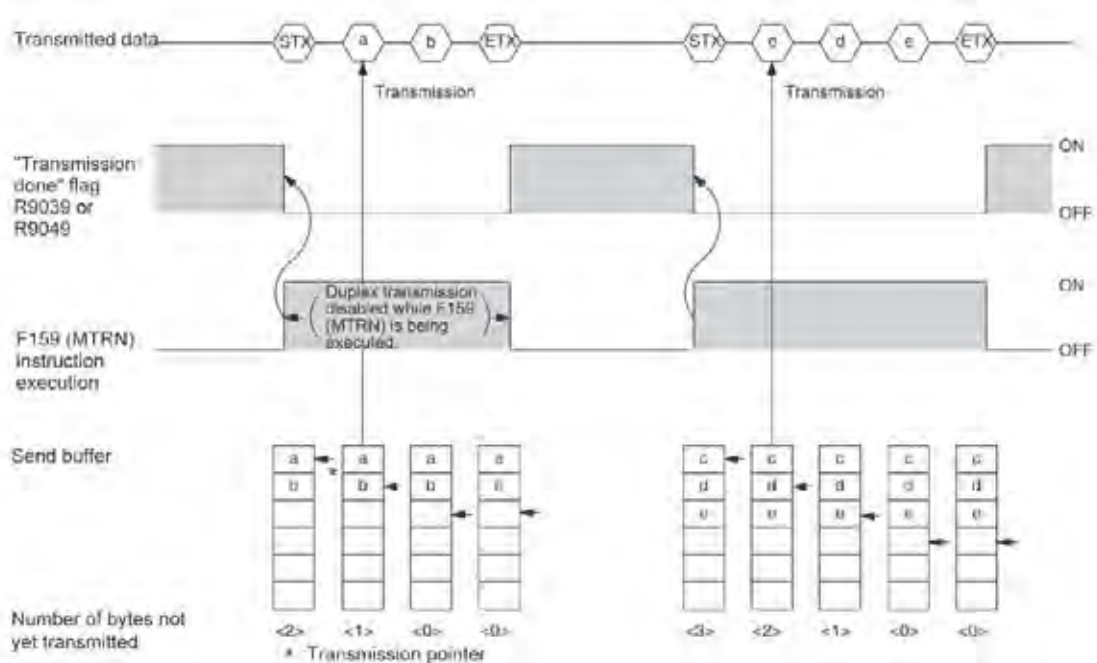 Transmitted data
STX a b ETX STX c d e ETX
Transmission Transmission
"Transmission
done" flag
R9039 or
R9049
ON
OFF
F159 (MTRN)
instruction
execution
Duplex transmission
disabled while F159
(MTRN) is being
executed.
ON
OFF
Send buffer
a a a a c c c c c
b b b d d d d d
e e e e e
Number of bytes not
yet transmitted
<2> <1> <0> <0> <3> <2> <1> <0> <0>
* Transmission pointer